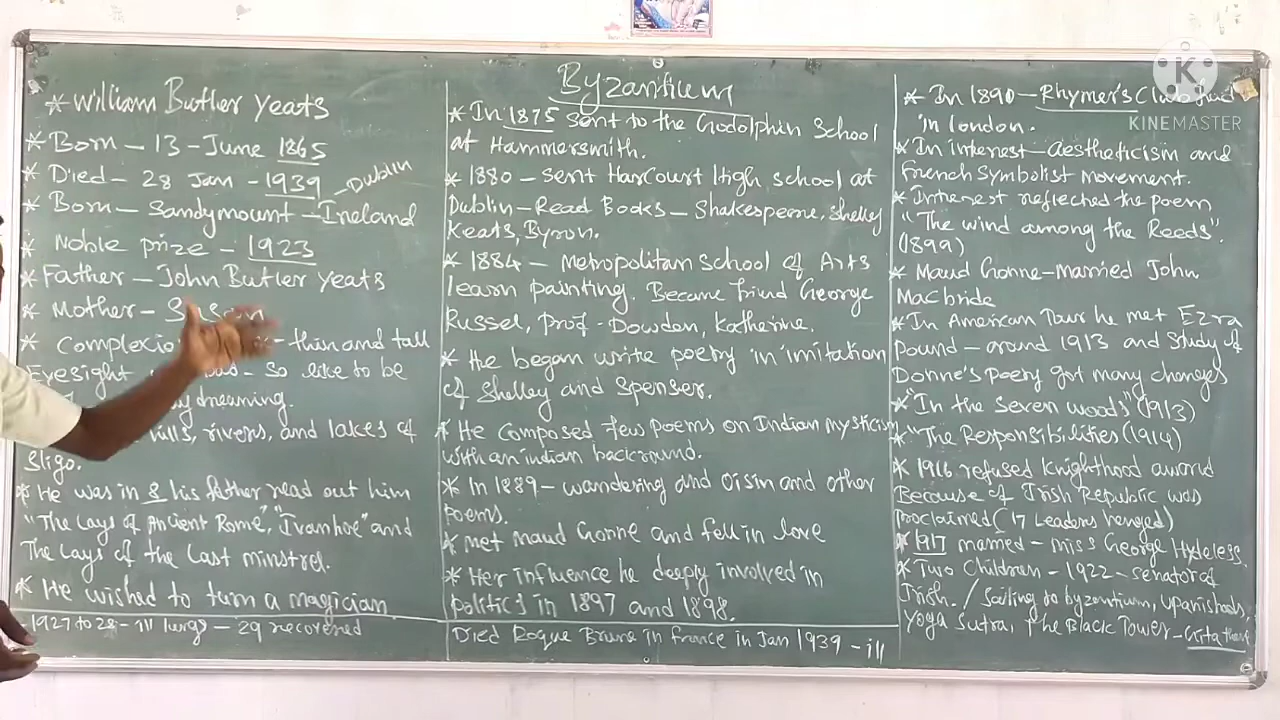 Byzantium
*William Butler Yeats
*Born - 13 - June 1865
*Died - 28 Jan - 1939
- Dublin
*Born - Sandymount - Ireland
* Noble prize - 1923
*Father - John Butler Yeats
* Mother - Susan
* - thin and tall
Eyesight - so like to be
daydreaming.
hills, rivers, and lakes of
Sligo.
* He was in 8 his father read out him
"The Lays of Ancient Rome", "Ivanhoe" and
The Lays of the Last minstrel.
* He wished to turn a magician
1927 to 28 - ill lungs - 29 recovered
*In 1875 sent to the Godolphin School
at Hammersmith.
* 1880 - sent Harcourt High school at
Dublin - Read Books - Shakespeare, Shelley
Keats, Byron.
* 1884 - Metropolitan School of Arts
learn painting. Became friend George
Russel, prof - Dowden, Katherine.
* He began write poetry in imitation
of Shelley and Spenser.
* He composed few poems on Indian mysticism
with an indian background.
* In 1889 - wandering and Oisin and other
poems.
*met maud Gonne and fell in love
* Her influence he deeply involved in
politics in 1897 and 1898.
Died Roque Brune in France in Jan 1939 - ill
* In 1890 - Rhymer's
in london.
*In interest - aestheticism and
French Symbolist movement.
*Interest reflected the poem
"The wind among the Reeds".
(1899)
* Maud Gonne - married John
Macbride
*In American Tour he met Ezra
Pound - around 1913 and Study of
Donne's Poetry got many changes
*"In the Seven woods" (1913)
*"The Responsibilities (1914)
* 1916 refused knighthood award
Because of Irish Republic was
proclaimed (17 Leaders henged)
*1917 married - miss George Hydeless.
*Two Children - 1922 - senator of
Irish. / Sailing to byzantium, upanishads,
Yoga Sutra, The Black Tower - Gita
KINEMASTER